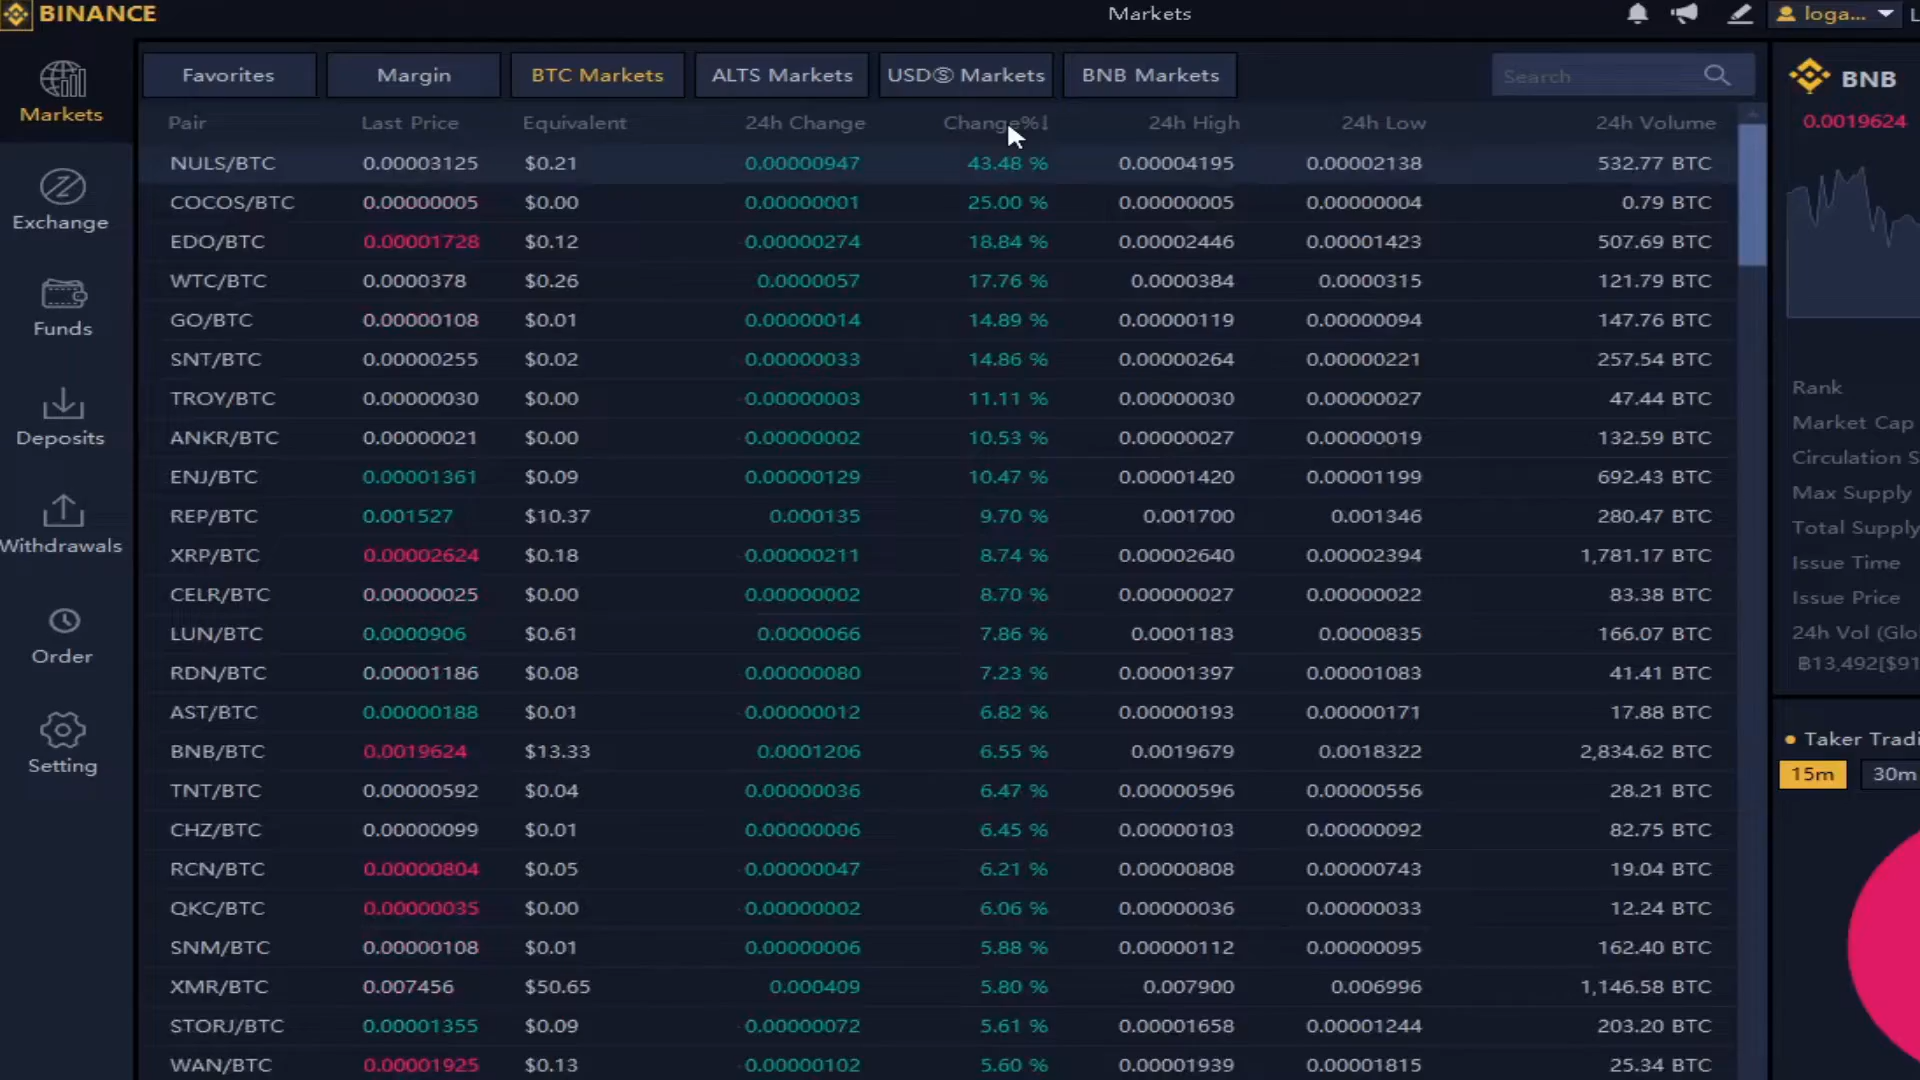 BINANCE
Markets
loga...
Favorites
Margin
BTC Markets
ALTS Markets
USDⓈ Markets
BNB Markets
Search
BNB
0.0019624
Markets
Exchange
Funds
Deposits
Withdrawals
Order
Setting
Pair Last Price Equivalent 24h Change Change%↓ 24h High 24h Low 24h Volume
NULS/BTC 0.00003125 $0.21 0.00000947 43.48 % 0.00004195 0.00002138 532.77 BTC
COCOS/BTC 0.00000005 $0.00 0.00000001 25.00 % 0.00000005 0.00000004 0.79 BTC
EDO/BTC 0.00001728 $0.12 0.00000274 18.84 % 0.00002446 0.00001423 507.69 BTC
WTC/BTC 0.0000378 $0.26 0.0000057 17.76 % 0.0000384 0.0000315 121.79 BTC
GO/BTC 0.00000108 $0.01 0.00000014 14.89 % 0.00000119 0.00000094 147.76 BTC
SNT/BTC 0.00000255 $0.02 0.00000033 14.86 % 0.00000264 0.00000221 257.54 BTC
TROY/BTC 0.00000030 $0.00 0.00000003 11.11 % 0.00000030 0.00000027 47.44 BTC
ANKR/BTC 0.00000021 $0.00 0.00000002 10.53 % 0.00000027 0.00000019 132.59 BTC
ENJ/BTC 0.00001361 $0.09 0.00000129 10.47 % 0.00001420 0.00001199 692.43 BTC
REP/BTC 0.001527 $10.37 0.000135 9.70 % 0.001700 0.001346 280.47 BTC
XRP/BTC 0.00002624 $0.18 0.00000211 8.74 % 0.00002640 0.00002394 1,781.17 BTC
CELR/BTC 0.00000025 $0.00 0.00000002 8.70 % 0.00000027 0.00000022 83.38 BTC
LUN/BTC 0.0000906 $0.61 0.0000066 7.86 % 0.0001183 0.0000835 166.07 BTC
RDN/BTC 0.00001186 $0.08 0.00000080 7.23 % 0.00001397 0.00001083 41.41 BTC
AST/BTC 0.00000188 $0.01 0.00000012 6.82 % 0.00000193 0.00000171 17.88 BTC
BNB/BTC 0.0019624 $13.33 0.0001206 6.55 % 0.0019679 0.0018322 2,834.62 BTC
TNT/BTC 0.00000592 $0.04 0.00000036 6.47 % 0.00000596 0.00000556 28.21 BTC
CHZ/BTC 0.00000099 $0.01 0.00000006 6.45 % 0.00000103 0.00000092 82.75 BTC
RCN/BTC 0.00000804 $0.05 0.00000047 6.21 % 0.00000808 0.00000743 19.04 BTC
QKC/BTC 0.00000035 $0.00 0.00000002 6.06 % 0.00000036 0.00000033 12.24 BTC
SNM/BTC 0.00000108 $0.01 0.00000006 5.88 % 0.00000112 0.00000095 162.40 BTC
XMR/BTC 0.007456 $50.65 0.000409 5.80 % 0.007900 0.006996 1,146.58 BTC
STORJ/BTC 0.00001355 $0.09 0.00000072 5.61 % 0.00001658 0.00001244 203.20 BTC
WAN/BTC 0.00001925 $0.13 0.00000102 5.60 % 0.00001939 0.00001815 25.34 BTC
Rank
Market Cap
Circulation S
Max Supply
Total Supply
Issue Time
Issue Price
24h Vol (Glo
฿13,492[$91
Taker Tradi
15m
30m